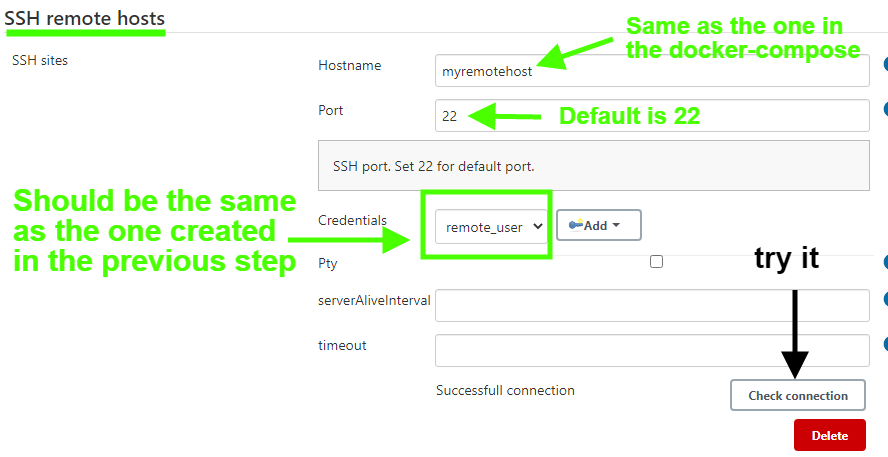 SSH remote hosts
Same as the one in
the docker-compose
SSH sites
Hostname
myremotehost
Port
22
Default is 22
SSH port. Set 22 for default port.
Should be the same
as the one created
in the previous step
Credentials
remote_user
Add
Pty
try it
serverAliveInterval
timeout
Successfull connection
Check connection
Delete